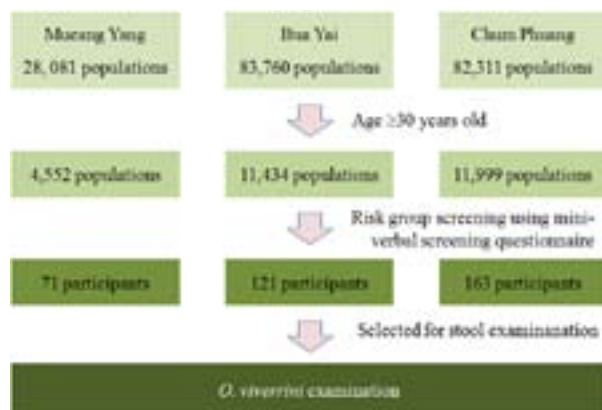 Mueang Yang
28, 081 populations
Bua Yai
83,760 populations
Chum Phuang
82,311 populations
Age ≥30 years old
4,552 populations
11,434 populations
11,999 populations
Risk group screening using mini-
verbal screening questionnaire
71 participants
121 participants
163 participants
Selected for stool examination
O. viverrini examination